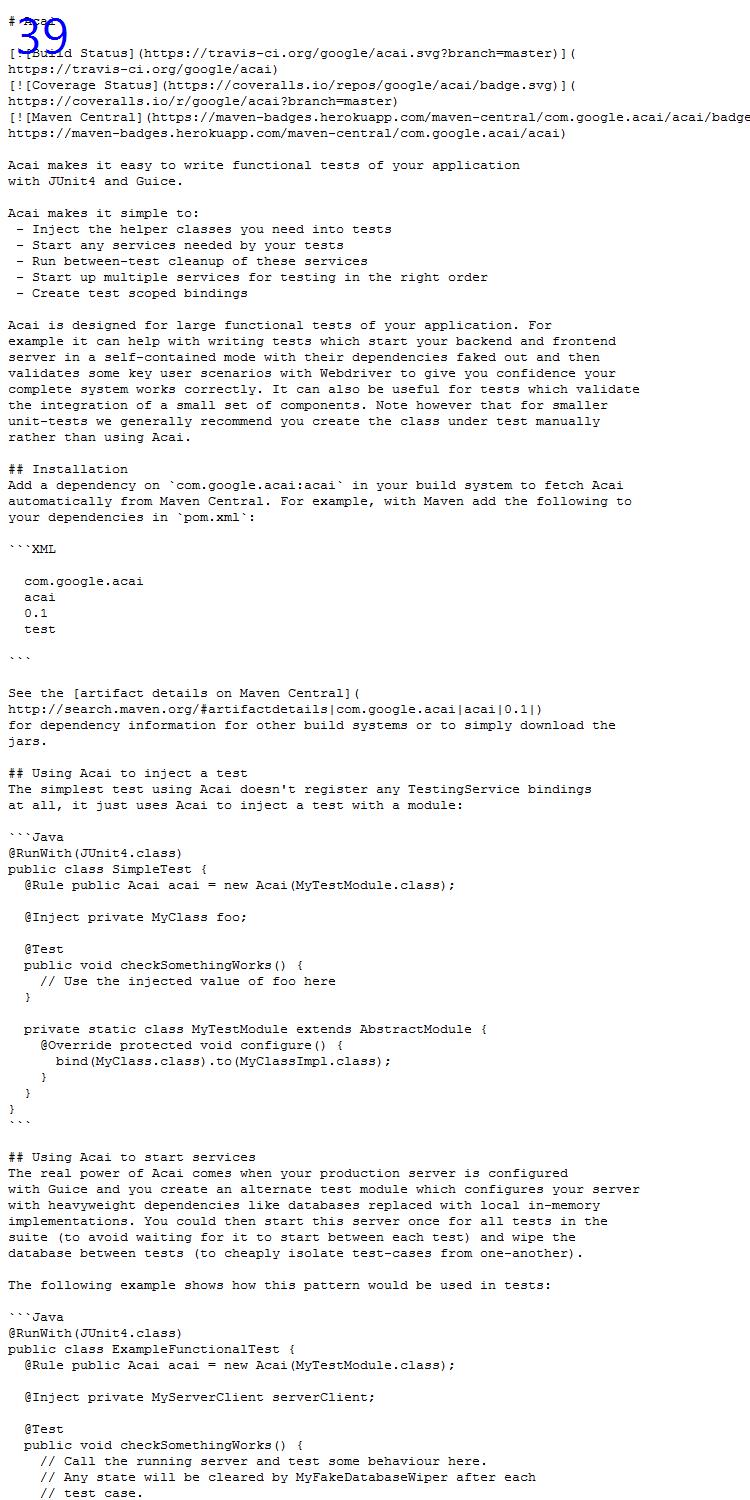 # Acai
39
[![Build Status](https://travis-ci.org/google/acai.svg?branch=master)](
https://travis-ci.org/google/acai)
[![Coverage Status](https://coveralls.io/repos/google/acai/badge.svg)](
https://coveralls.io/r/google/acai?branch=master)
[![Maven Central](https://maven-badges.herokuapp.com/maven-central/com.google.acai/acai/badge
https://maven-badges.herokuapp.com/maven-central/com.google.acai/acai)

Acai makes it easy to write functional tests of your application
with JUnit4 and Guice.

Acai makes it simple to:
 - Inject the helper classes you need into tests
 - Start any services needed by your tests
 - Run between-test cleanup of these services
 - Start up multiple services for testing in the right order
 - Create test scoped bindings

Acai is designed for large functional tests of your application. For
example it can help with writing tests which start your backend and frontend
server in a self-contained mode with their dependencies faked out and then
validates some key user scenarios with Webdriver to give you confidence your
complete system works correctly. It can also be useful for tests which validate
the integration of a small set of components. Note however that for smaller
unit-tests we generally recommend you create the class under test manually
rather than using Acai.

## Installation
Add a dependency on `com.google.acai:acai` in your build system to fetch Acai
automatically from Maven Central. For example, with Maven add the following to
your dependencies in `pom.xml`:

```XML

  com.google.acai
  acai
  0.1
  test

```

See the [artifact details on Maven Central](
http://search.maven.org/#artifactdetails|com.google.acai|acai|0.1|)
for dependency information for other build systems or to simply download the
jars.

## Using Acai to inject a test
The simplest test using Acai doesn't register any TestingService bindings
at all, it just uses Acai to inject a test with a module:

```Java
@RunWith(JUnit4.class)
public class SimpleTest {
  @Rule public Acai acai = new Acai(MyTestModule.class);

  @Inject private MyClass foo;

  @Test
  public void checkSomethingWorks() {
    // Use the injected value of foo here
  }

  private static class MyTestModule extends AbstractModule {
    @Override protected void configure() {
      bind(MyClass.class).to(MyClassImpl.class);
    }
  }
}
```

## Using Acai to start services
The real power of Acai comes when your production server is configured
with Guice and you create an alternate test module which configures your server
with heavyweight dependencies like databases replaced with local in-memory
implementations. You could then start this server once for all tests in the
suite (to avoid waiting for it to start between each test) and wipe the
database between tests (to cheaply isolate test-cases from one-another).

The following example shows how this pattern would be used in tests:

```Java
@RunWith(JUnit4.class)
public class ExampleFunctionalTest {
  @Rule public Acai acai = new Acai(MyTestModule.class);

  @Inject private MyServerClient serverClient;

  @Test
  public void checkSomethingWorks() {
    // Call the running server and test some behaviour here.
    // Any state will be cleared by MyFakeDatabaseWiper after each
    // test case.